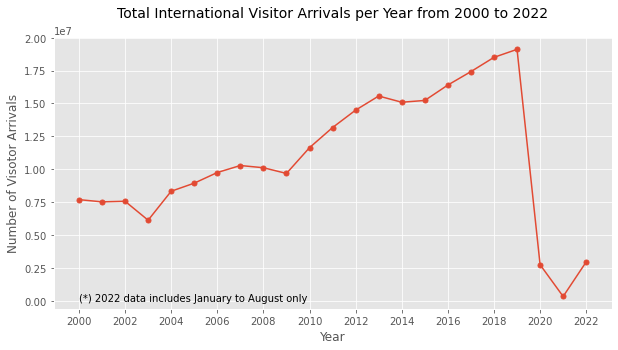 Total International Visitor Arrivals per Year from 2000 to 2022
1e7
2.00
1.75
1.50
1.25
1.00
0.75
0.50
0.25
0.00
Number of Visotor Arrivals
(*) 2022 data includes January to August only
2000 2002 2004 2006 2008 2010 2012 2014 2016 2018 2020 2022
Year